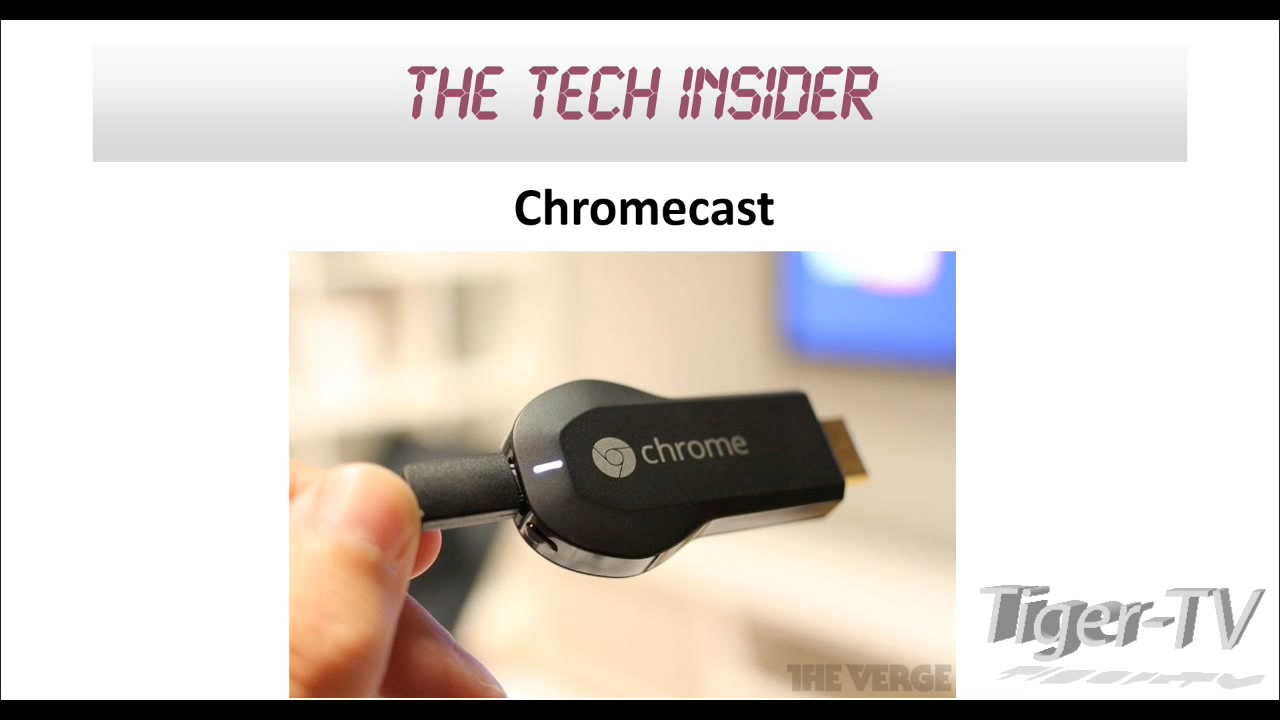 THE TECH INSIDER
Chromecast
chrome
THE VERGE
Tiger-TV